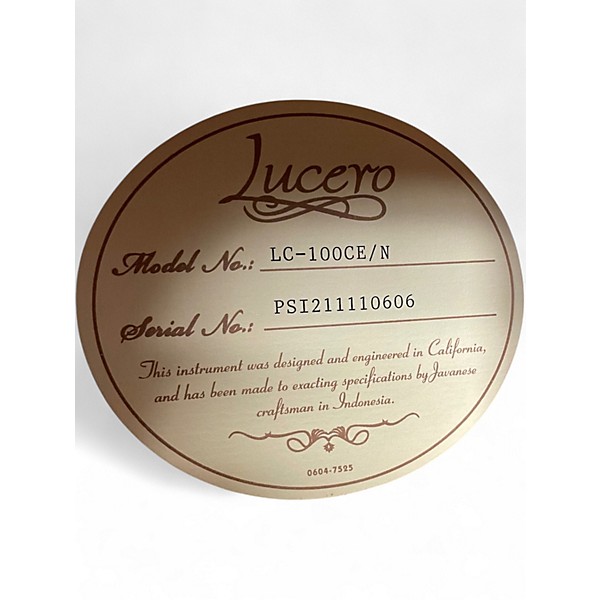 Lucero
Model No.: LC-100CE/N
Serial No.: PSI211110606
This instrument was designed and engineered in California,
and has been made to exacting specifications by Javanese
craftsman in Indonesia.
0604-7525